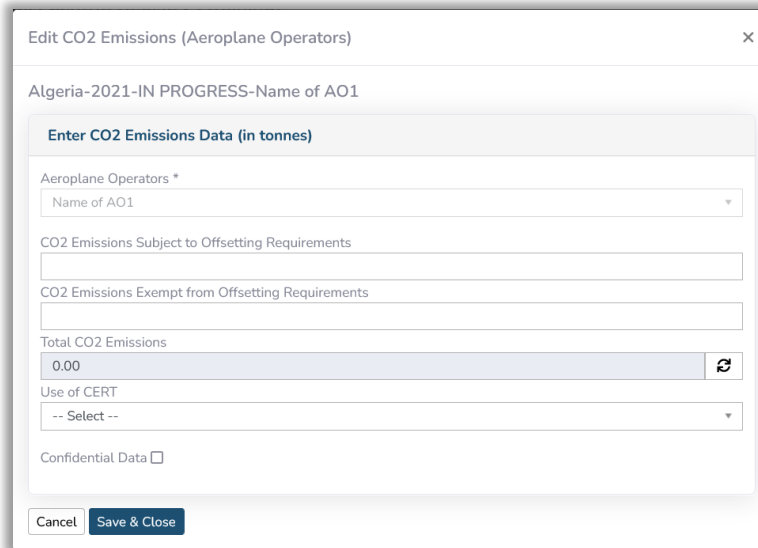 Edit CO2 Emissions (Aeroplane Operators)
Algeria-2021-IN PROGRESS-Name of AO1
Enter CO2 Emissions Data (in tonnes)
Aeroplane Operators *
Name of AO1
CO2 Emissions Subject to Offsetting Requirements
CO2 Emissions Exempt from Offsetting Requirements
Total CO2 Emissions
0.00
Use of CERT
-- Select --
Confidential Data
Cancel Save & Close